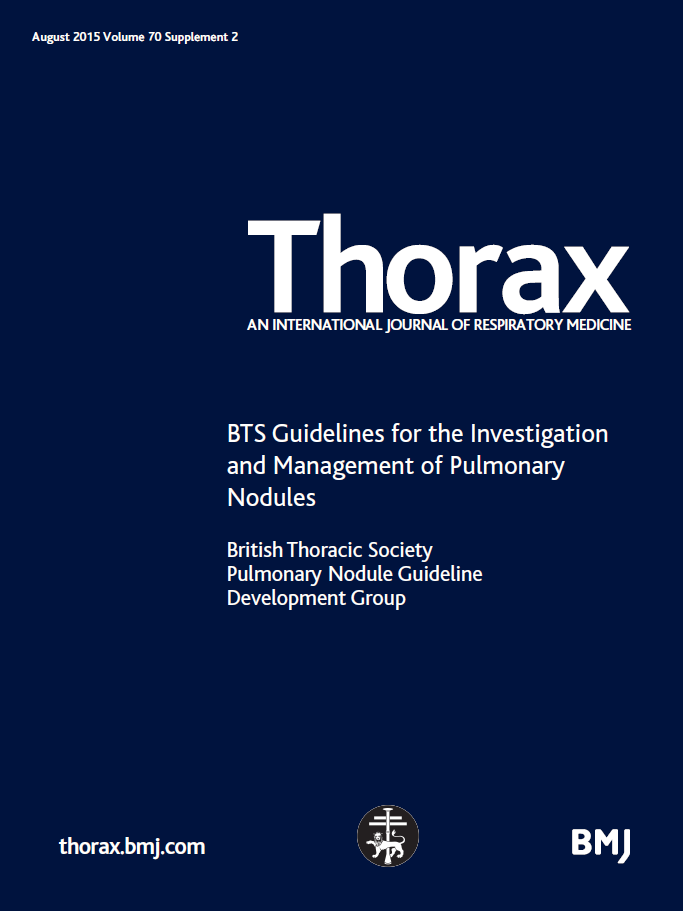 August 2015 Volume 70 Supplement 2
Thorax
AN INTERNATIONAL JOURNAL OF RESPIRATORY MEDICINE
BTS Guidelines for the Investigation
and Management of Pulmonary
Nodules
British Thoracic Society
Pulmonary Nodule Guideline
Development Group
thorax.bmj.com
BMJ